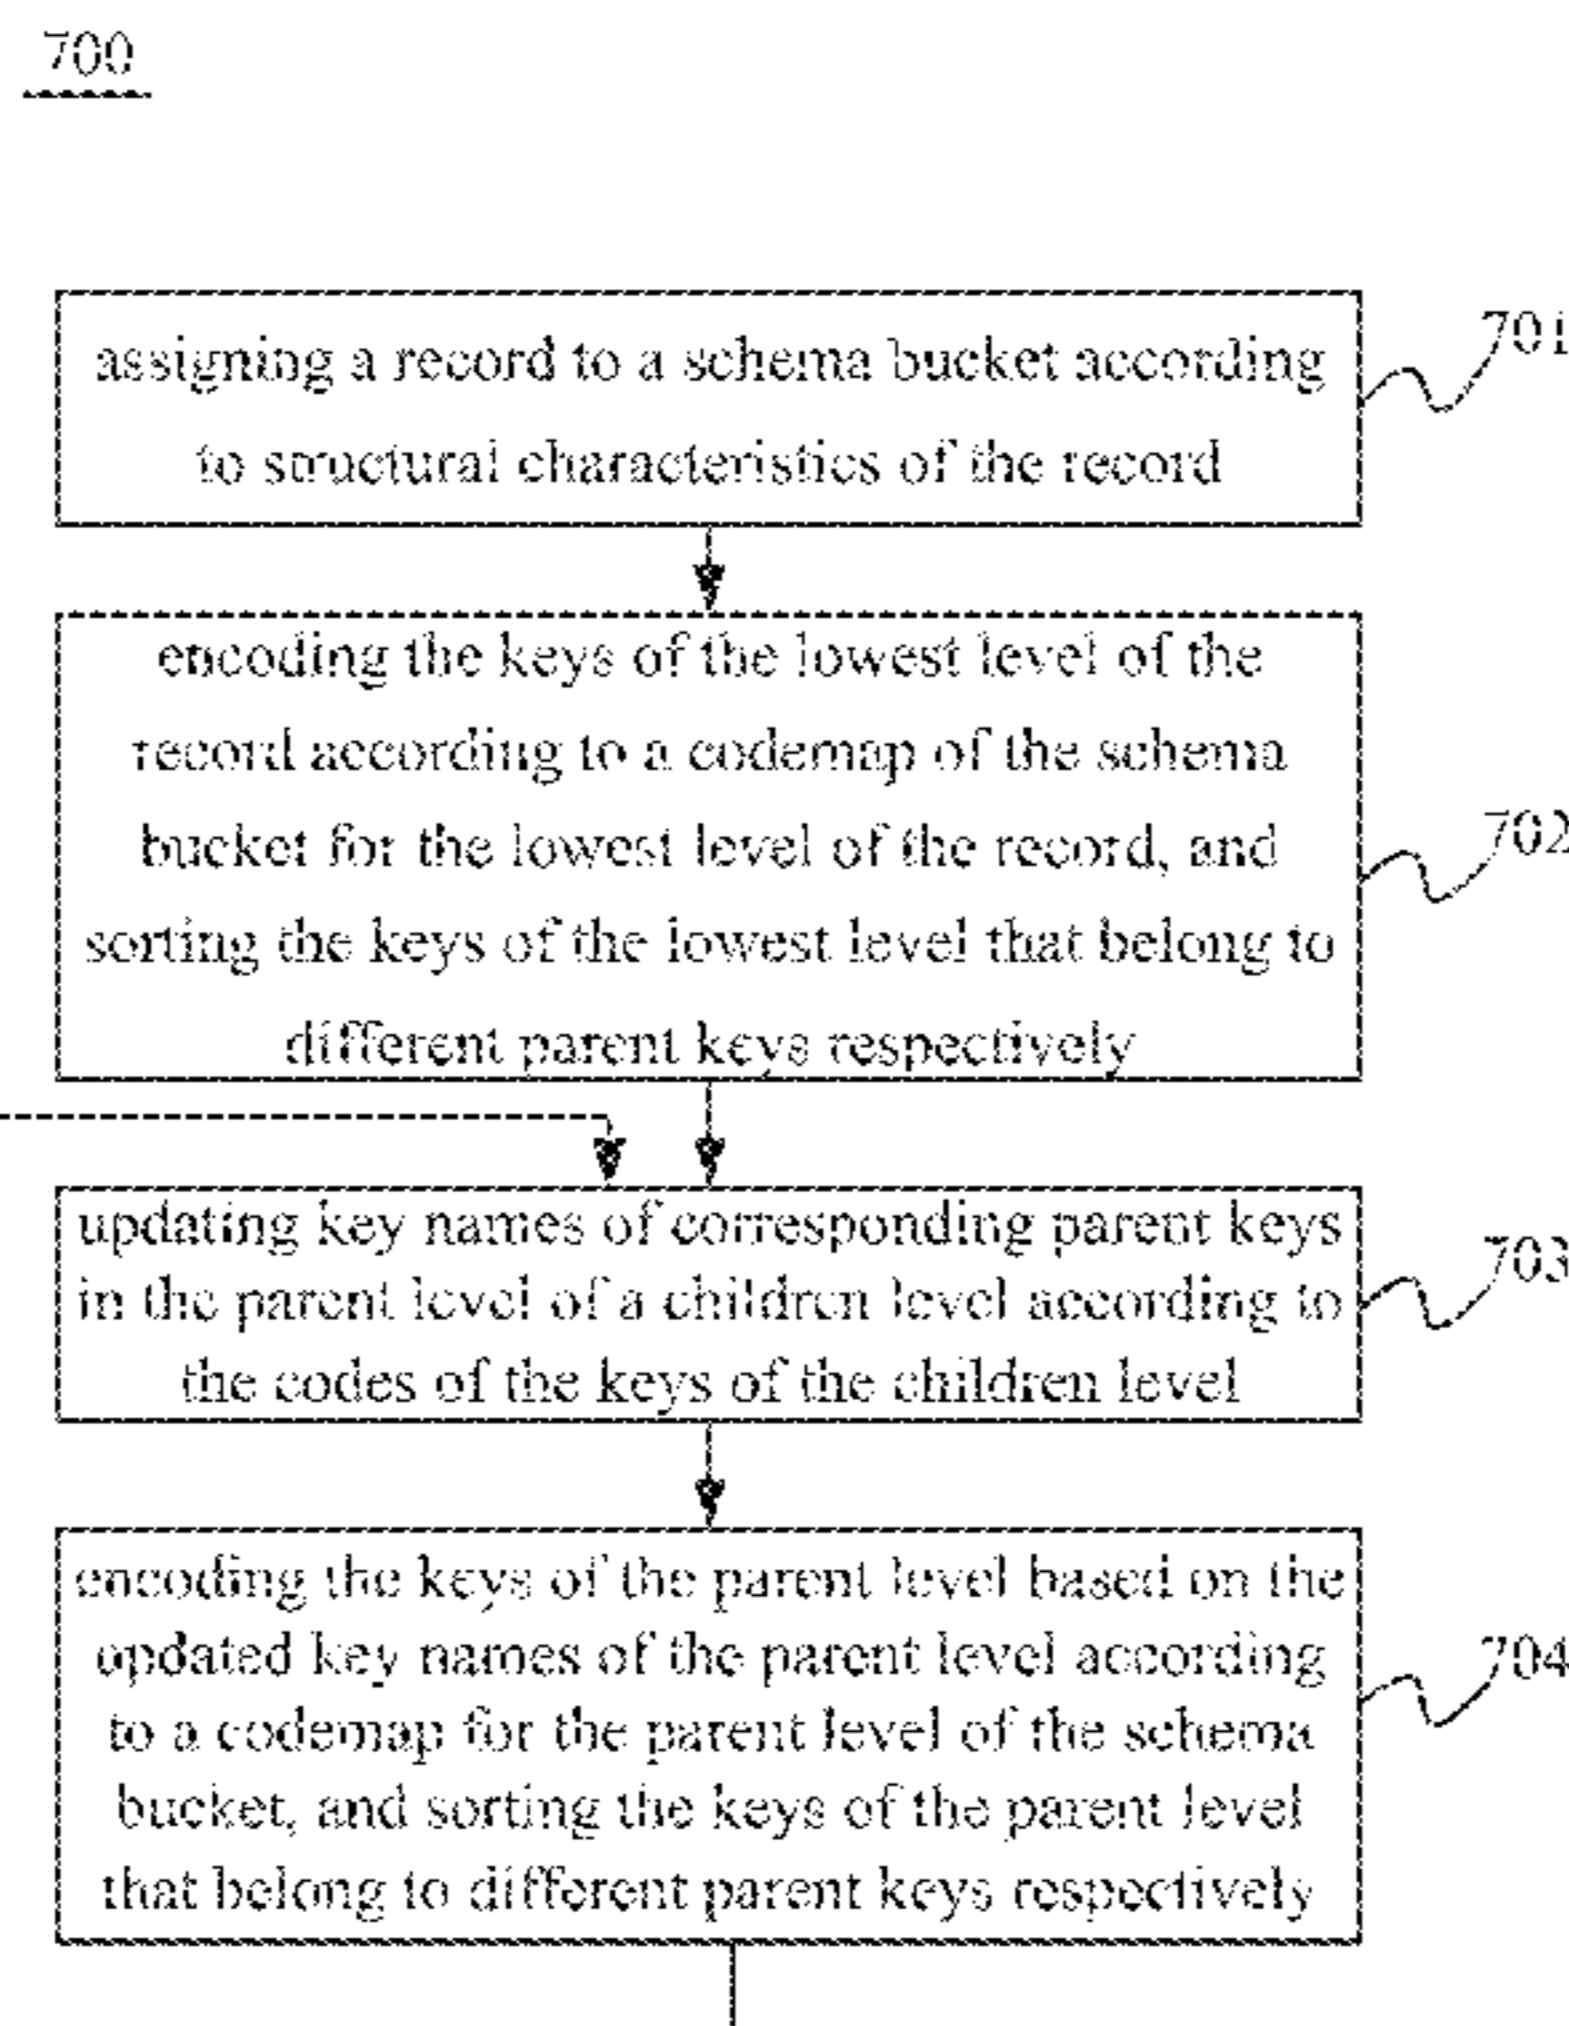 700
assigning a record to a schema bucket according
to structural characteristics of the record
701
encoding the keys of the lowest level of the
record according to a codemap of the schema
bucket for the lowest level of the record, and
sorting the keys of the lowest level that belong to
different parent keys respectively
702
updating key names of corresponding parent keys
in the parent level of a children level according to
the codes of the keys of the children level
703
encoding the keys of the parent level based on the
updated key names of the parent level according
to a codemap for the parent level of the schema
bucket, and sorting the keys of the parent level
that belong to different parent keys respectively
704